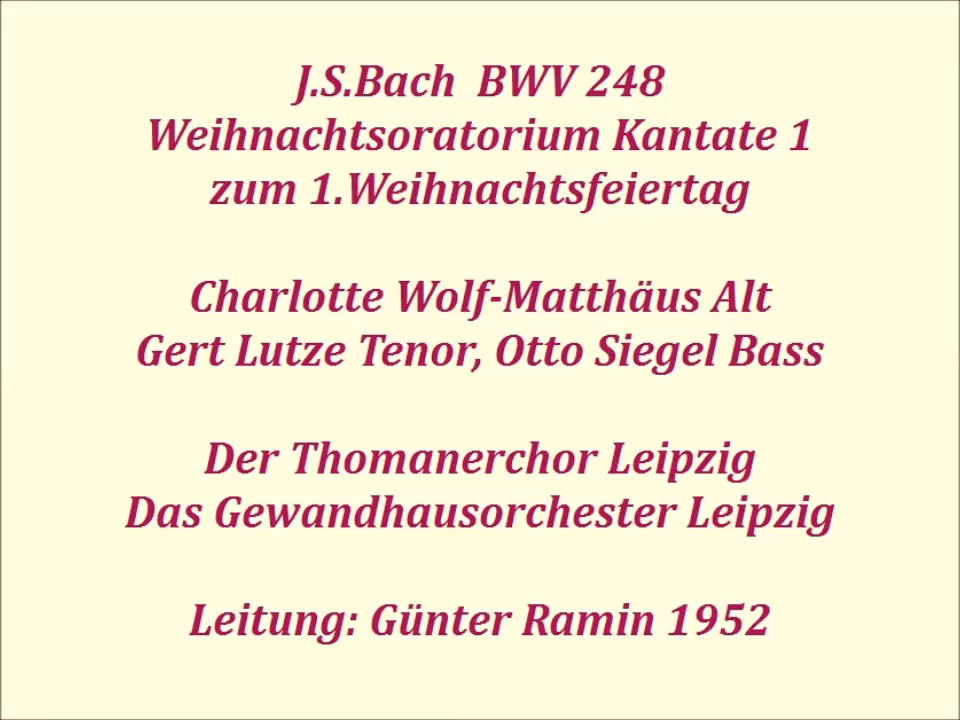 J.S.Bach  BWV 248
Weihnachtsoratorium Kantate 1
zum 1.Weihnachtsfeiertag
Charlotte Wolf-Matthäus Alt
Gert Lutze Tenor, Otto Siegel Bass
Der Thomanerchor Leipzig
Das Gewandhausorchester Leipzig
Leitung: Günter Ramin 1952